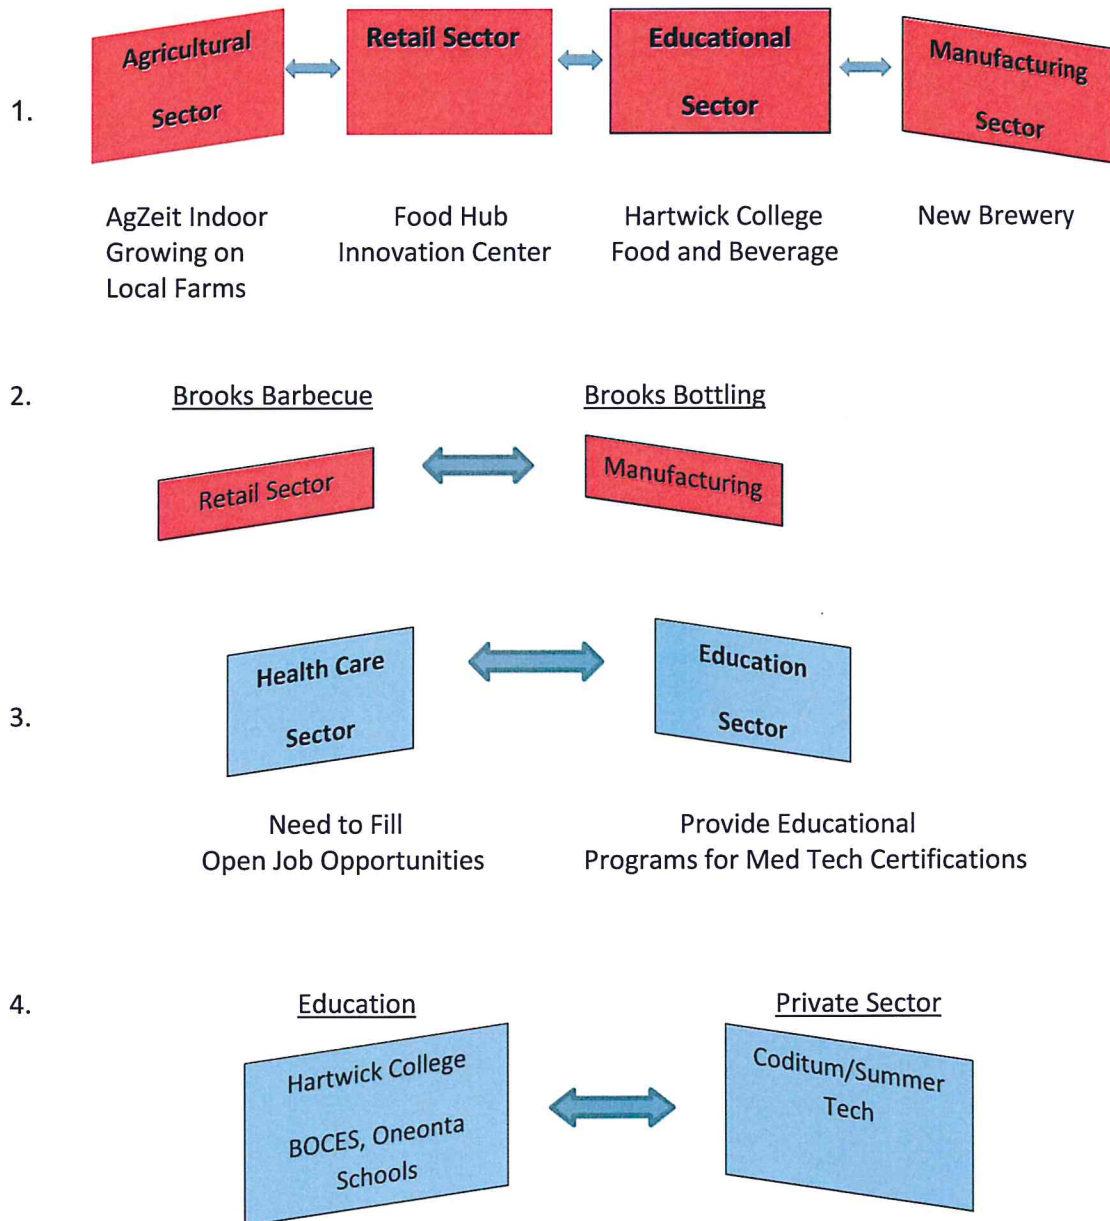 1.
Agricultural
Sector
Retail Sector
Educational
Sector
Manufacturing
Sector
AgZeit Indoor
Growing on
Local Farms
Food Hub
Innovation Center
Hartwick College
Food and Beverage
New Brewery
2.
Brooks Barbecue
Brooks Bottling
Retail Sector
Manufacturing
3.
Health Care
Sector
Education
Sector
Need to Fill
Open Job Opportunities
Provide Educational
Programs for Med Tech Certifications
4.
Education
Private Sector
Hartwick College
BOCES, Oneonta
Schools
Coditum/Summer
Tech